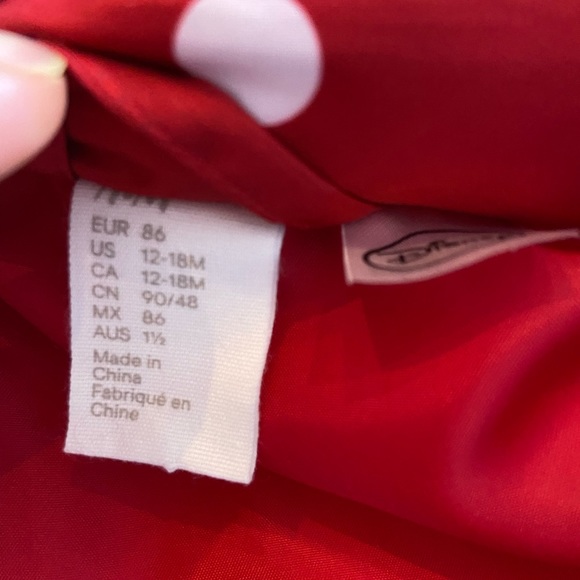 H&M
EUR 86
US 12-18M
CA 12-18M
CN 90/48
MX 86
AUS 1½
Made in
China
Fabriqué en
Chine
Disney